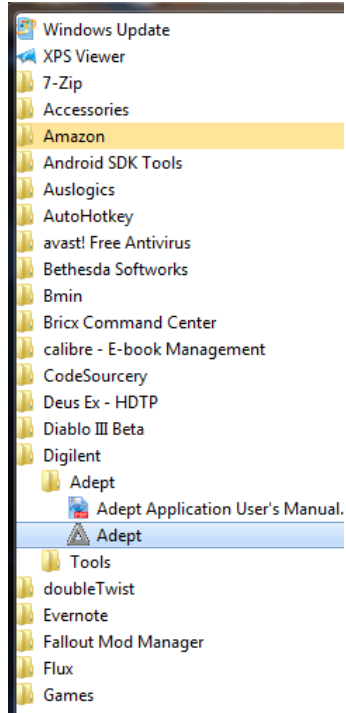 Windows Update
XPS Viewer
7-Zip
Accessories
Amazon
Android SDK Tools
Auslogics
AutoHotkey
avast! Free Antivirus
Bethesda Softworks
Bmin
Bricx Command Center
calibre - E-book Management
CodeSourcery
Deus Ex - HDTP
Diablo III Beta
Digilent
Adept
Adept Application User's Manual.
Adept
Tools
doubleTwist
Evernote
Fallout Mod Manager
Flux
Games